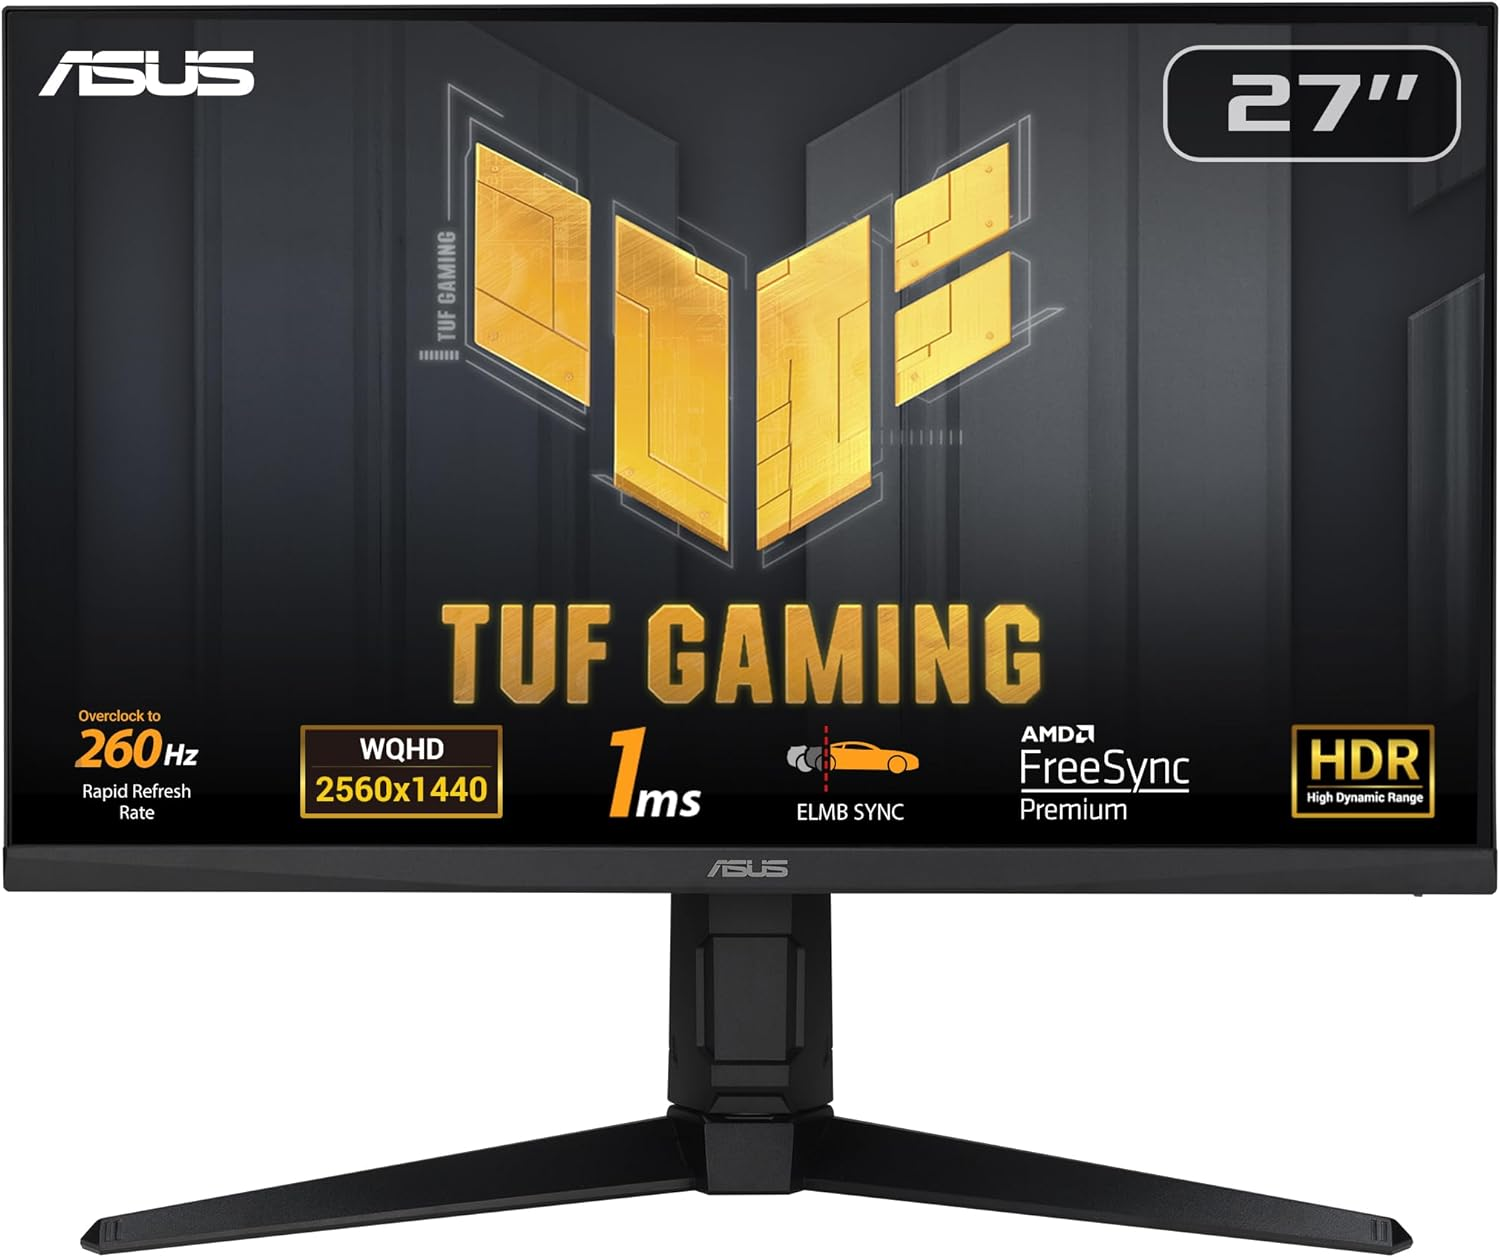 ASUS
27"
TUF GAMING
TUF GAMING
Overclock to
260Hz
Rapid Refresh
Rate
WQHD
2560x1440
1ms
ELMB SYNC
AMD
FreeSync
Premium
HDR
High Dynamic Range
ASUS